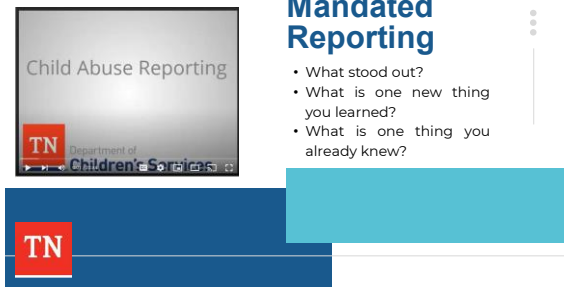 Child Abuse Reporting
TN
Department of
Children's Services
Mandated
Reporting
• What stood out?
• What is one new thing
you learned?
• What is one thing you
already knew?
TN